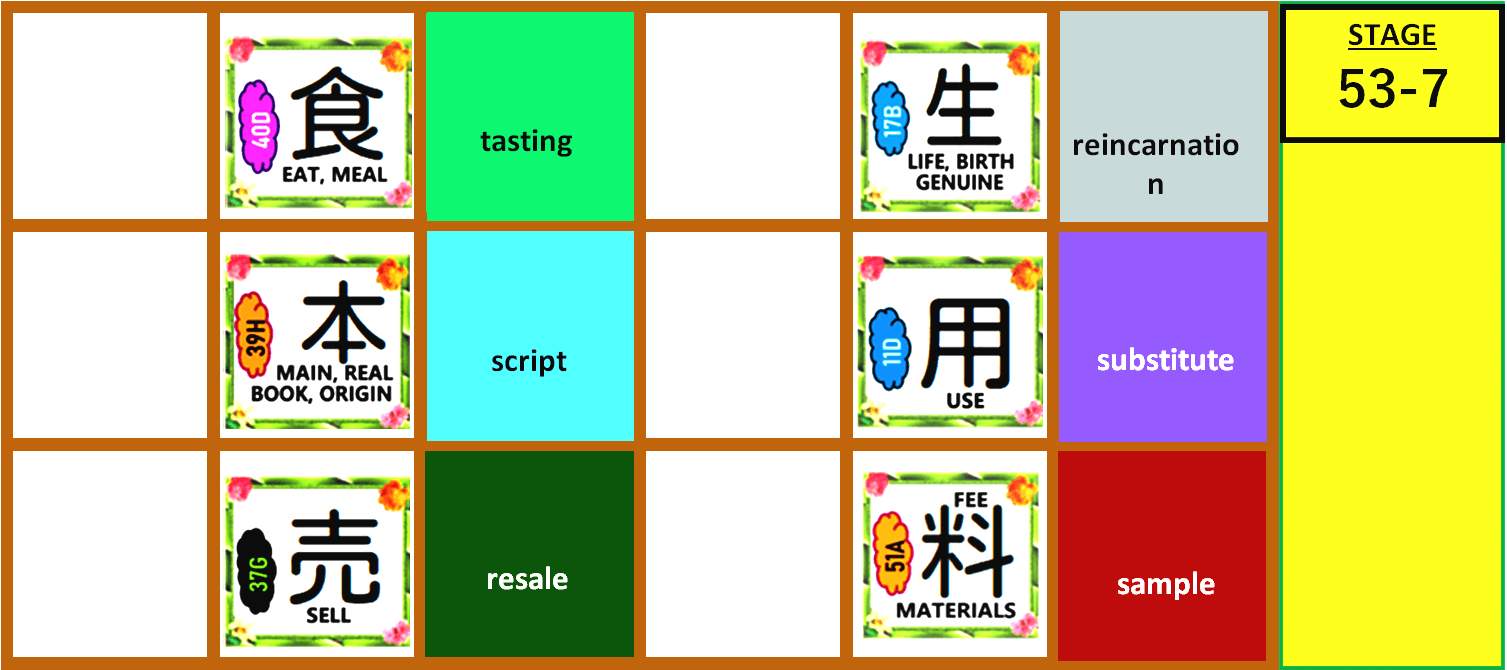 40D
食
EAT, MEAL
tasting
17B
生
LIFE, BIRTH
GENUINE
reincarnatio
n
STAGE
53-7
39H
本
MAIN, REAL
BOOK, ORIGIN
script
11D
用
USE
substitute
37G
売
SELL
resale
FEE
51A
料
MATERIALS
sample